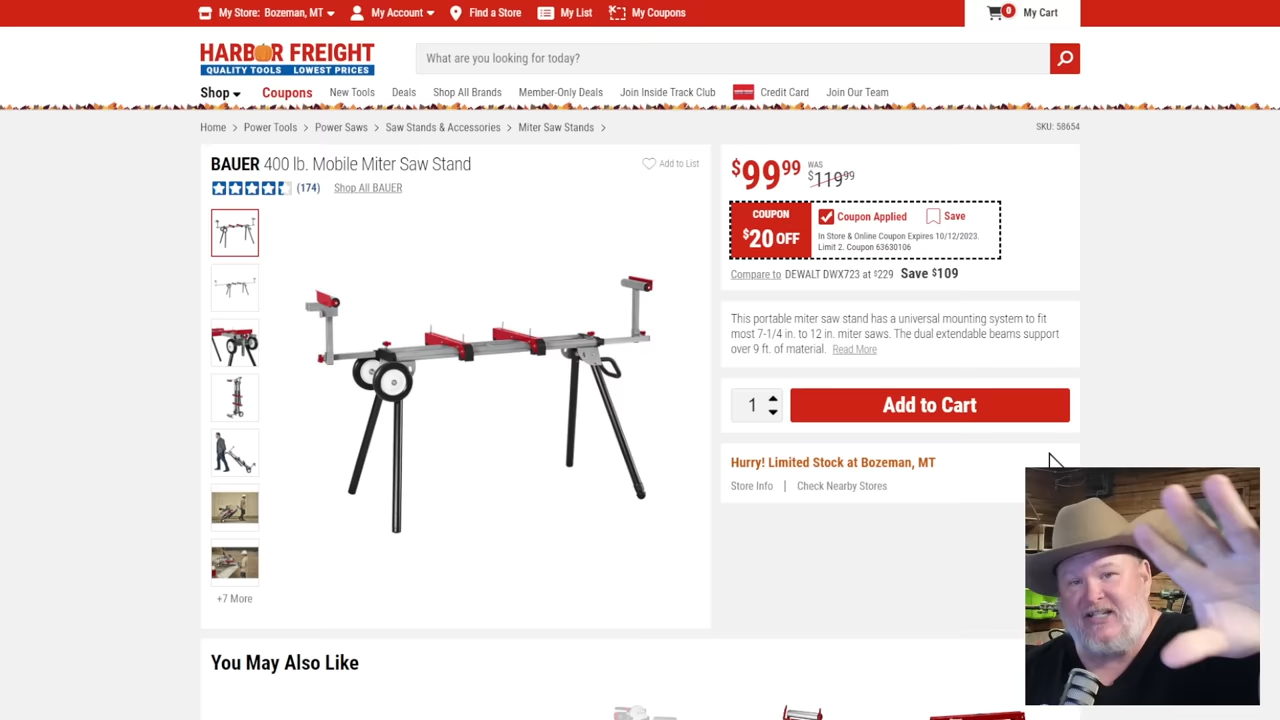 My Store: Bozeman, MT
My Account
Find a Store
My List
My Coupons
0
My Cart
HARBOR FREIGHT
QUALITY TOOLS LOWEST PRICES
What are you looking for today?
Shop
Coupons
New Tools
Deals
Shop All Brands
Member-Only Deals
Join Inside Track Club
Credit Card
Join Our Team
Home > Power Tools > Power Saws > Saw Stands & Accessories > Miter Saw Stands >
SKU: 58654
BAUER 400 lb. Mobile Miter Saw Stand
Add to List
(174)
Shop All BAUER
+7 More
$99.99
WAS
$119.99
COUPON
$20 OFF
Coupon Applied
Save
In Store & Online Coupon Expires 10/12/2023.
Limit 2. Coupon 63630106
Compare to DEWALT DWX723 at $229 Save $109
This portable miter saw stand has a universal mounting system to fit
most 7-1/4 in. to 12 in. miter saws. The dual extendable beams support
over 9 ft. of material. Read More
1
Add to Cart
Hurry! Limited Stock at Bozeman, MT
Store Info | Check Nearby Stores
You May Also Like